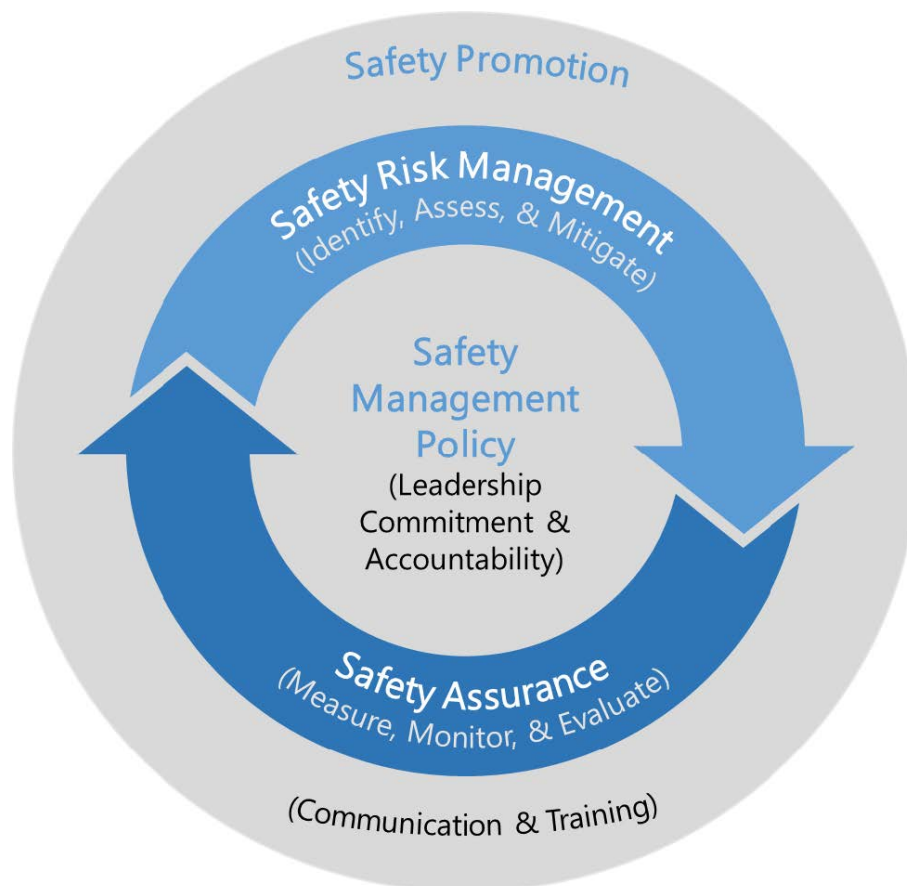 Safety Promotion
Safety Risk Management
(Identify, Assess, & Mitigate)
Safety
Management
Policy
(Leadership
Commitment &
Accountability)
Safety Assurance
(Measure, Monitor, & Evaluate)
(Communication & Training)